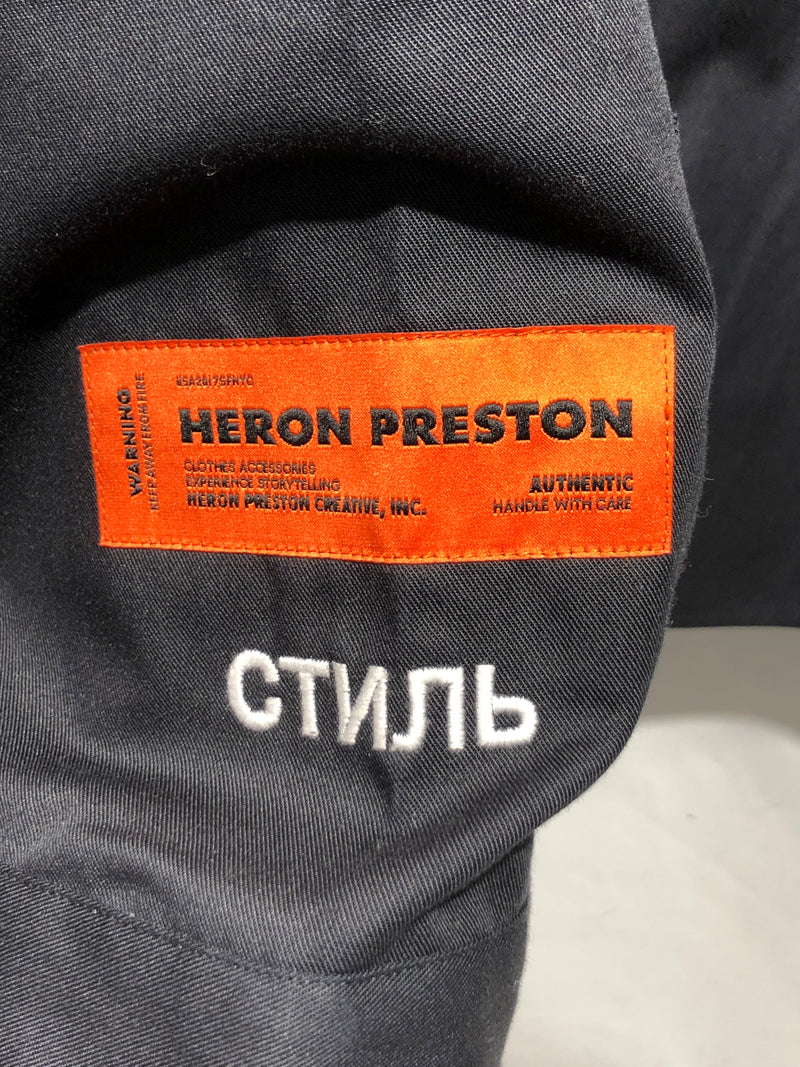 WARNING
KEEP AWAY FROM FIRE
USA2017SFNYC
HERON PRESTON
CLOTHES ACCESSORIES
EXPERIENCE STORYTELLING
HERON PRESTON CREATIVE, INC.
AUTHENTIC
HANDLE WITH CARE
СТИЛЬ